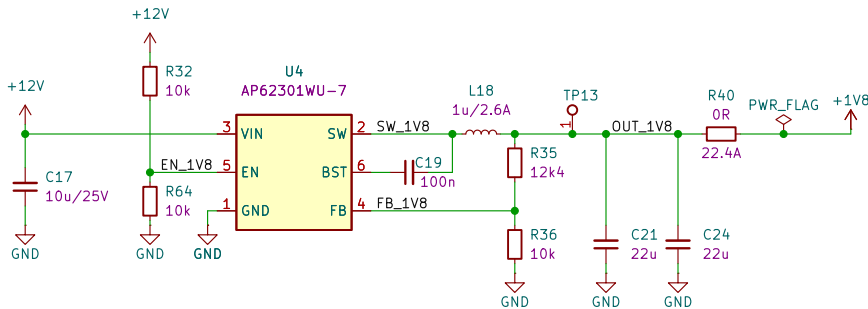 +12V
R32
10k
+12V
U4
AP62301WU-7
3 VIN
SW 2
SW_1V8
L18
1u/2.6A
TP13
1
OUT_1V8
R40
0R
22.4A
PWR_FLAG
+1V8
EN_1V8
5 EN
BST 6
C19
100n
R35
12k4
C17
10u/25V
R64
10k
1 GND
FB 4
FB_1V8
R36
10k
C21
22u
C24
22u
GND
GND
GND
GND
GND
GND